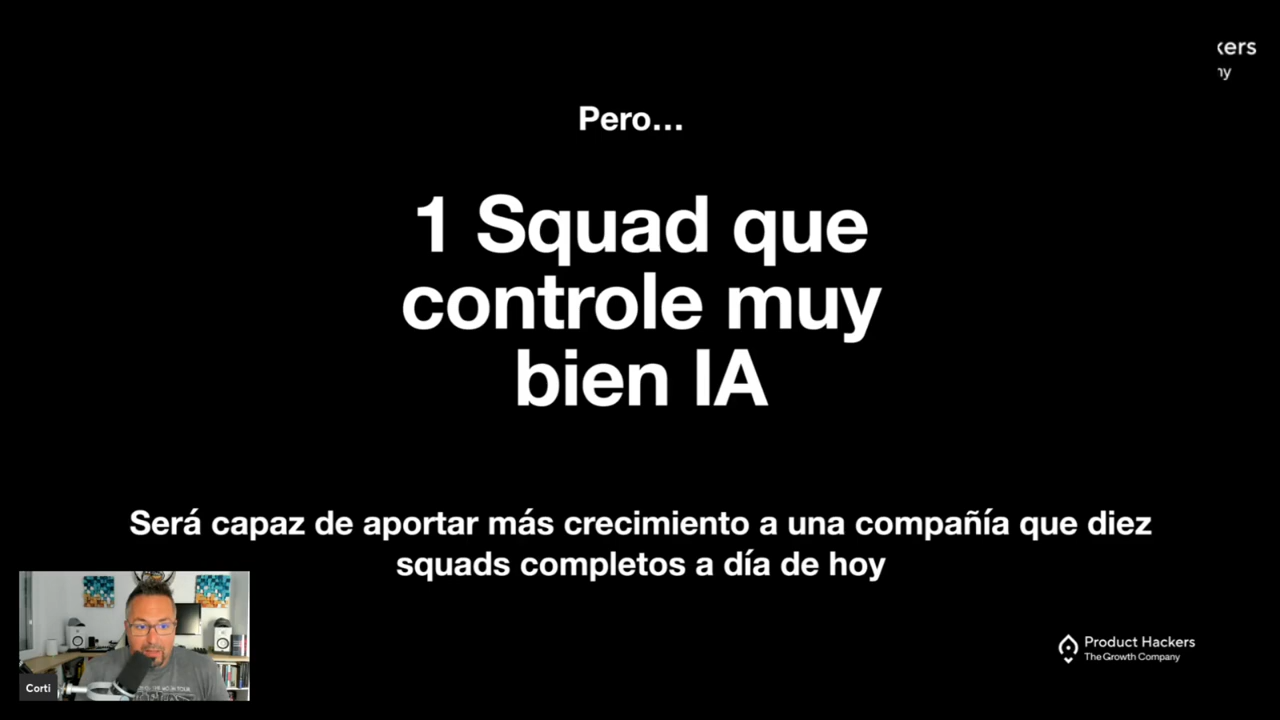 Pero...
1 Squad que
controle muy
bien IA
Será capaz de aportar más crecimiento a una compañía que diez
squads completos a día de hoy
Product Hackers
The Growth Company
Corti